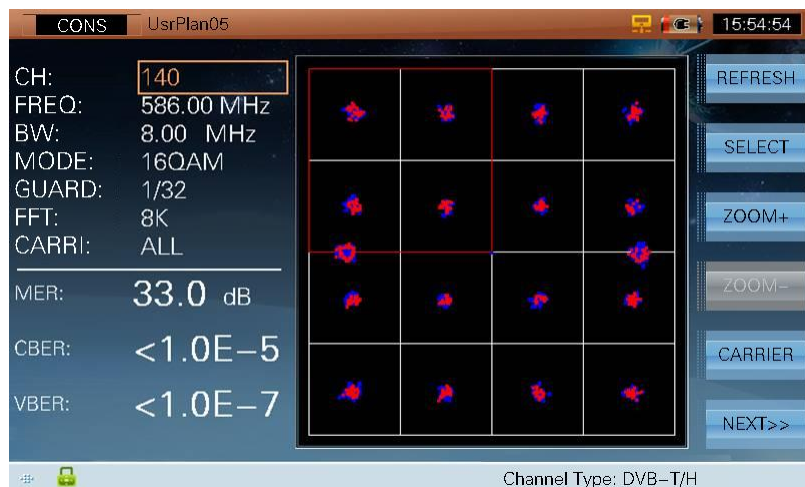 CONS UsrPlan05 15:54:54
CH: 140
FREQ: 586.00 MHz
BW: 8.00 MHz
MODE: 16QAM
GUARD: 1/32
FFT: 8K
CARRI: ALL
MER: 33.0 dB
CBER: <1.0E-5
VBER: <1.0E-7
REFRESH
SELECT
ZOOM+
ZOOM-
CARRIER
NEXT>>
Channel Type: DVB-T/H